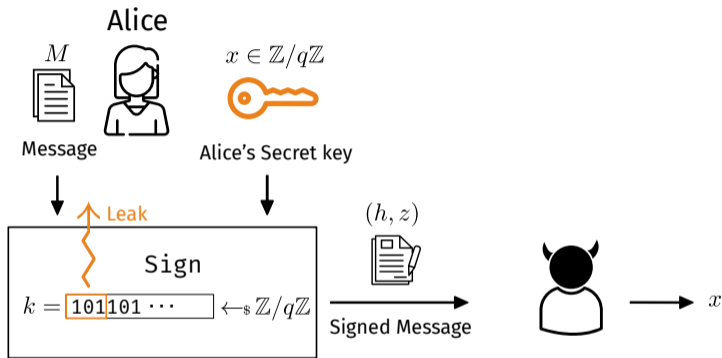 Alice
M
x ∈ ℤ/qℤ
Message
Alice's Secret key
Leak
(h, z)
Sign
k = 101101 ··· ←$ ℤ/qℤ
Signed Message
x